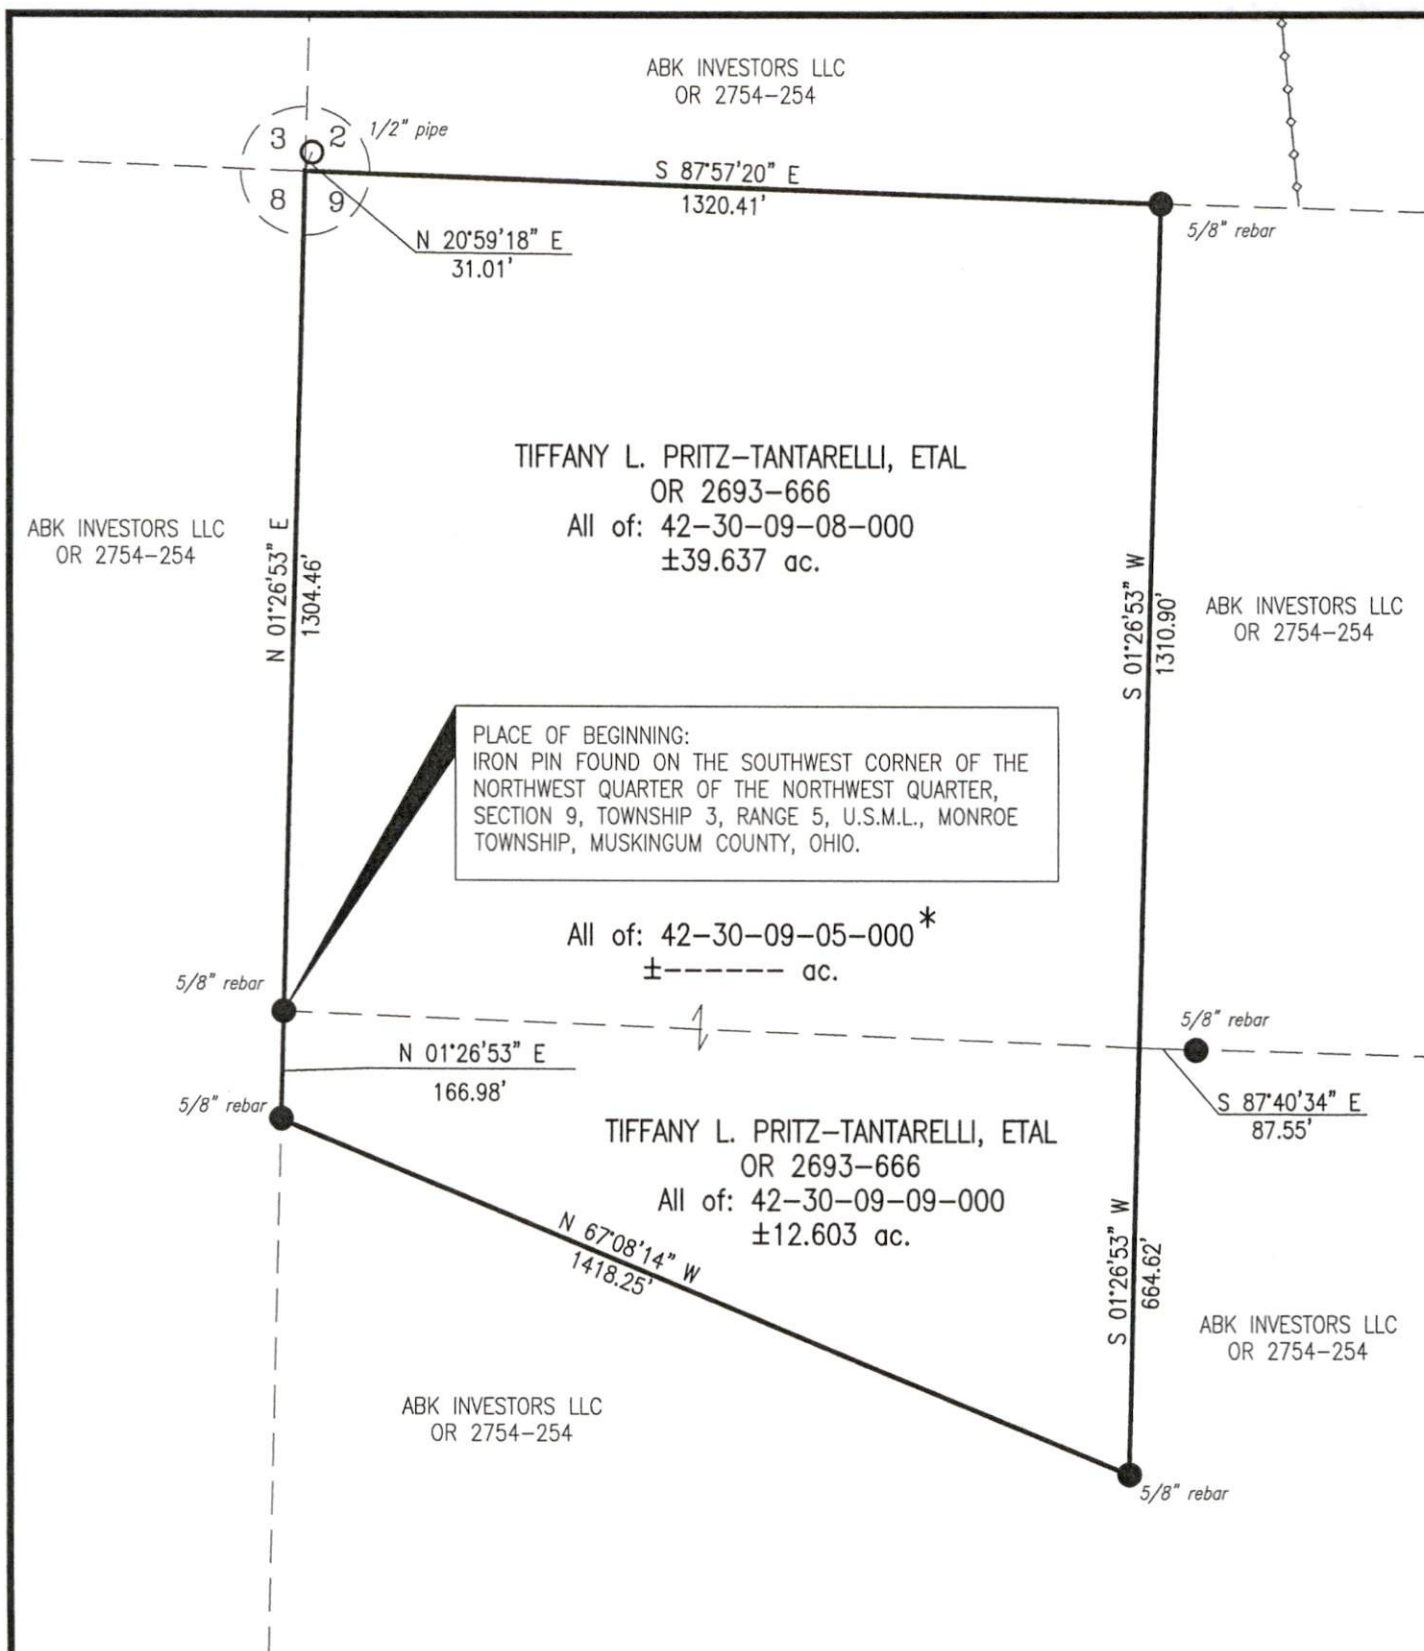 ABK INVESTORS LLC
OR 2754-254
3
2
1/2" pipe
8
9
S 87°57'20" E
1320.41'
5/8" rebar
N 20°59'18" E
31.01'
TIFFANY L. PRITZ-TANTARELLI, ETAL
OR 2693-666
All of: 42-30-09-08-000
±39.637 ac.
ABK INVESTORS LLC
OR 2754-254
N 01°26'53" E
1304.46'
S 01°26'53" W
1310.90'
ABK INVESTORS LLC
OR 2754-254
PLACE OF BEGINNING:
IRON PIN FOUND ON THE SOUTHWEST CORNER OF THE
NORTHWEST QUARTER OF THE NORTHWEST QUARTER,
SECTION 9, TOWNSHIP 3, RANGE 5, U.S.M.L., MONROE
TOWNSHIP, MUSKINGUM COUNTY, OHIO.
All of: 42-30-09-05-000*
±------ ac.
5/8" rebar
5/8" rebar
N 01°26'53" E
166.98'
5/8" rebar
S 87°40'34" E
87.55'
TIFFANY L. PRITZ-TANTARELLI, ETAL
OR 2693-666
All of: 42-30-09-09-000
±12.603 ac.
N 67°08'14" W
1418.25'
S 01°26'53" W
664.62'
ABK INVESTORS LLC
OR 2754-254
ABK INVESTORS LLC
OR 2754-254
5/8" rebar